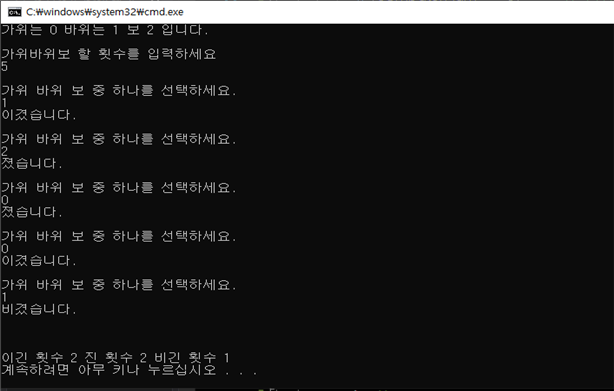 C:₩windows₩system32₩cmd.exe
가위는 0 바위는 1 보 2 입니다.
가위바위보 할 횟수를 입력하세요
5
가위 바위 보 중 하나를 선택하세요.
1
이겼습니다.
가위 바위 보 중 하나를 선택하세요.
2
졌습니다.
가위 바위 보 중 하나를 선택하세요.
0
졌습니다.
가위 바위 보 중 하나를 선택하세요.
0
이겼습니다.
가위 바위 보 중 하나를 선택하세요.
1
비겼습니다.
이긴 횟수 2 진 횟수 2 비긴 횟수 1
계속하려면 아무 키나 누르십시오 . . .